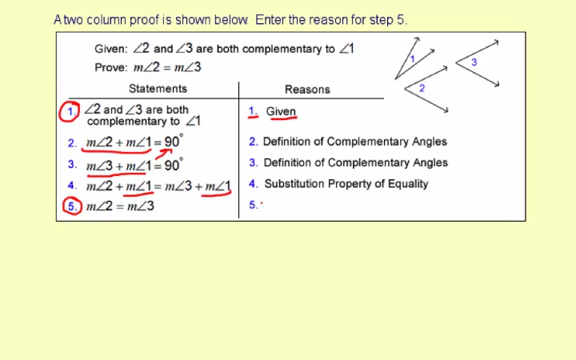 A two column proof is shown below. Enter the reason for step 5.
Given: ∠2 and ∠3 are both complementary to ∠1
Prove: m∠2 = m∠3
Statements
Reasons
1. ∠2 and ∠3 are both complementary to ∠1
1. Given
2. m∠2 + m∠1 = 90°
2. Definition of Complementary Angles
3. m∠3 + m∠1 = 90°
3. Definition of Complementary Angles
4. m∠2 + m∠1 = m∠3 + m∠1
4. Substitution Property of Equality
5. m∠2 = m∠3
5.
1
2
3